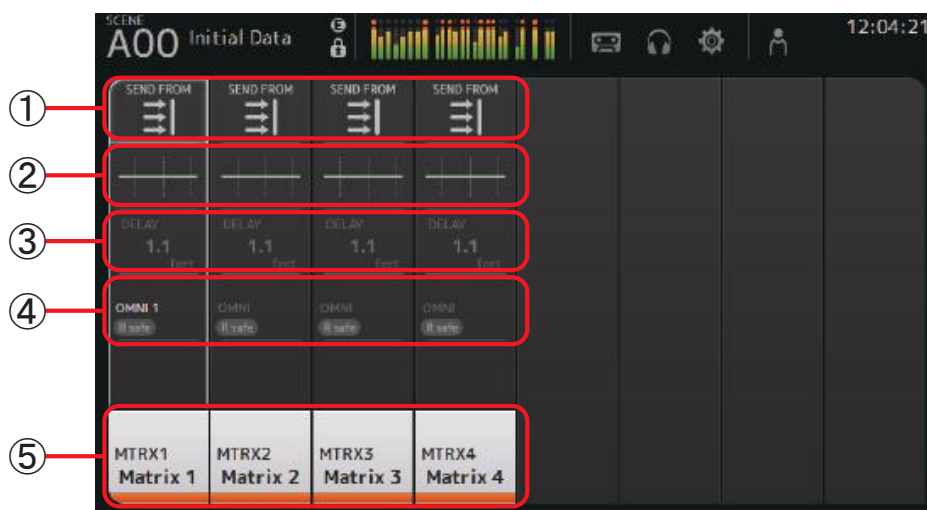 SCENE
A00 Initial Data
E
12:04:21
① SEND FROM SEND FROM SEND FROM SEND FROM
②
③ DELAY DELAY DELAY DELAY
1.1 1.1 1.1 1.1
feet feet feet feet
④ OMNI 1 OMNI OMNI OMNI
R safe R safe R safe R safe
⑤ MTRX1 MTRX2 MTRX3 MTRX4
Matrix 1 Matrix 2 Matrix 3 Matrix 4